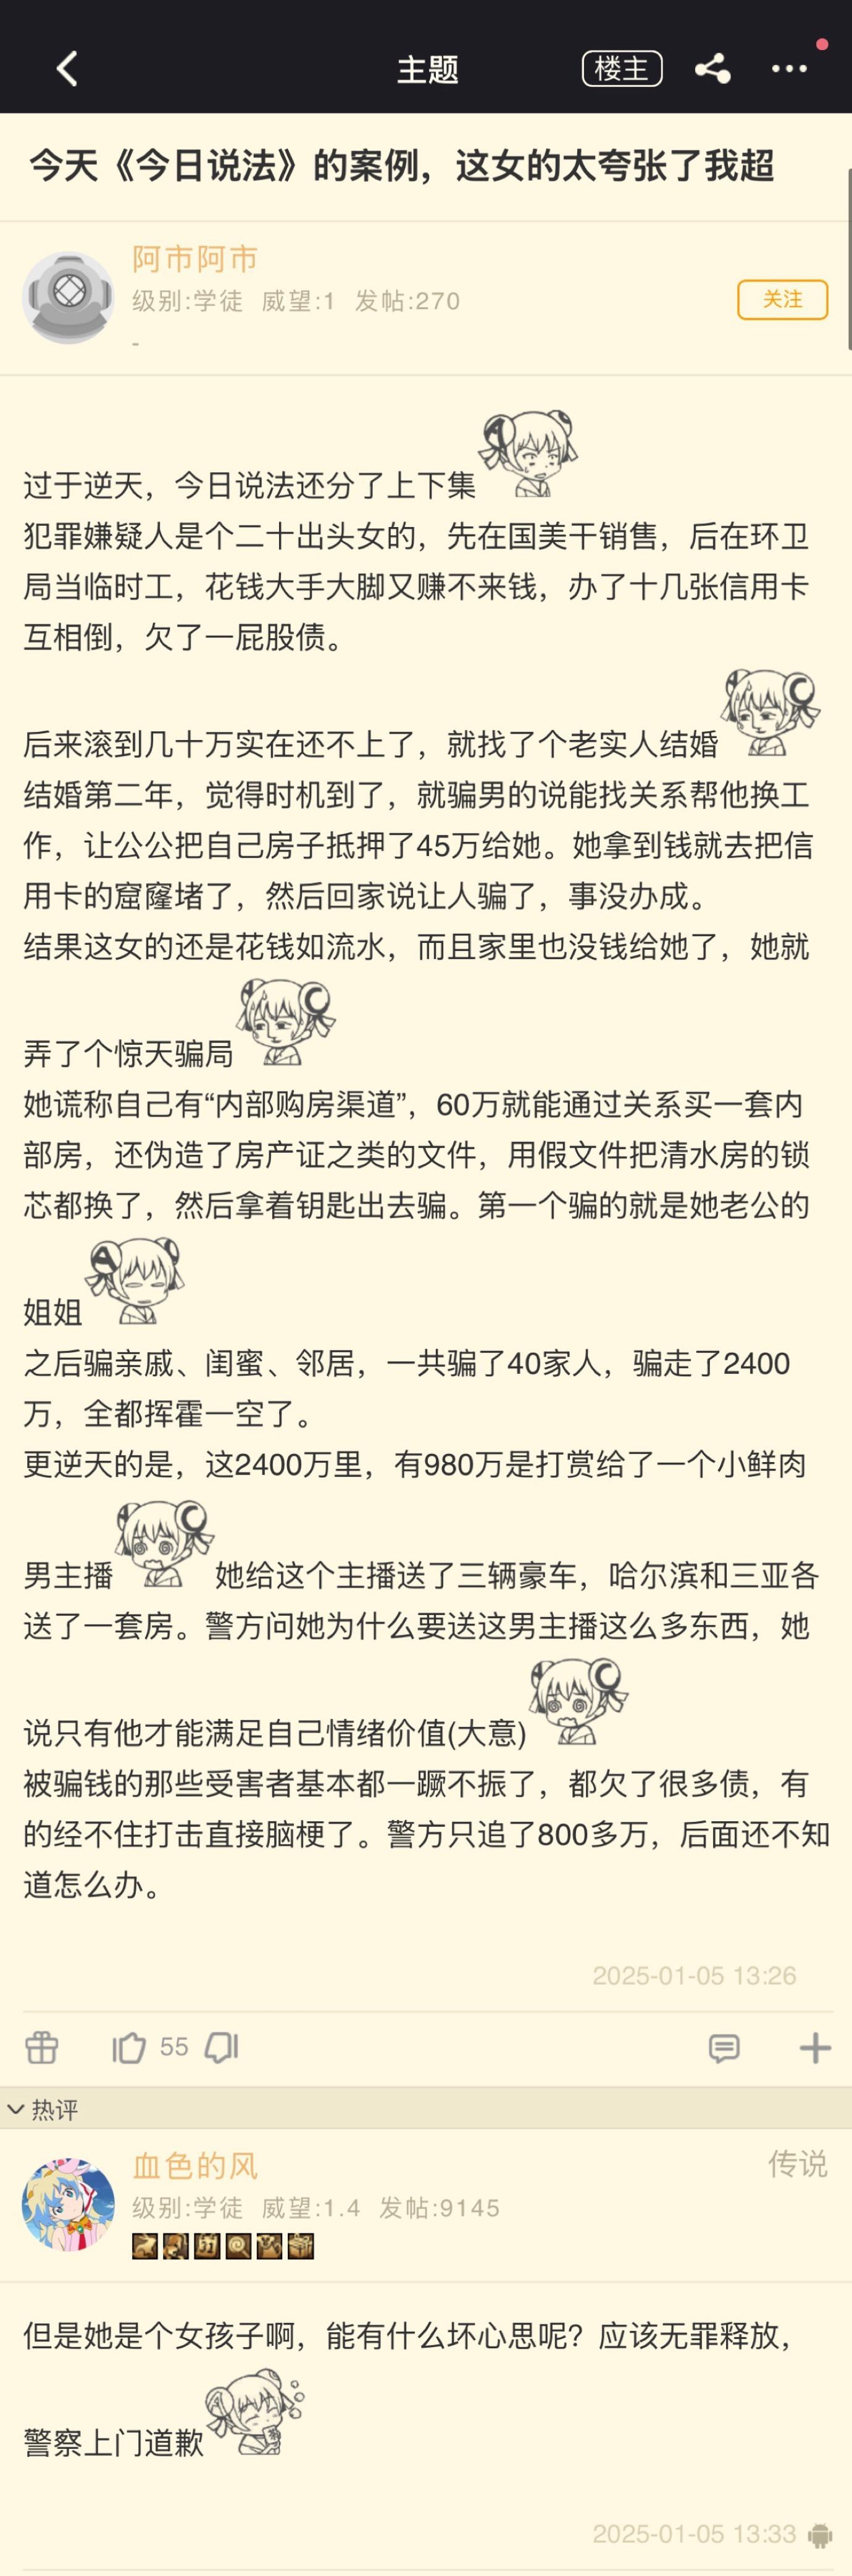 主题
楼主
今天《今日说法》的案例，这女的太夸张了我超
阿市阿市
级别:学徒 威望:1 发帖:270
-
关注
过于逆天，今日说法还分了上下集
犯罪嫌疑人是个二十出头女的，先在国美干销售，后在环卫
局当临时工，花钱大手大脚又赚不来钱，办了十几张信用卡
互相倒，欠了一屁股债。
后来滚到几十万实在还不上了，就找了个老实人结婚
结婚第二年，觉得时机到了，就骗男的说能找关系帮他换工
作，让公公把自己房子抵押了45万给她。她拿到钱就去把信
用卡的窟窿堵了，然后回家说让人骗了，事没办成。
结果这女的还是花钱如流水，而且家里也没钱给她了，她就
弄了个惊天骗局
她谎称自己有“内部购房渠道”，60万就能通过关系买一套内
部房，还伪造了房产证之类的文件，用假文件把清水房的锁
芯都换了，然后拿着钥匙出去骗。第一个骗的就是她老公的
姐姐
之后骗亲戚、闺蜜、邻居，一共骗了40家人，骗走了2400
万，全都挥霍一空了。
更逆天的是，这2400万里，有980万是打赏给了一个小鲜肉
男主播 她给这个主播送了三辆豪车，哈尔滨和三亚各
送了一套房。警方问她为什么要送这男主播这么多东西，她
说只有他才能满足自己情绪价值(大意)
被骗钱的那些受害者基本都一蹶不振了，都欠了很多债，有
的经不住打击直接脑梗了。警方只追了800多万，后面还不知
道怎么办。
2025-01-05 13:26
55
热评
血色的风
传说
级别:学徒 威望:1.4 发帖:9145
但是她是个女孩子啊，能有什么坏心思呢？应该无罪释放，
警察上门道歉
2025-01-05 13:33